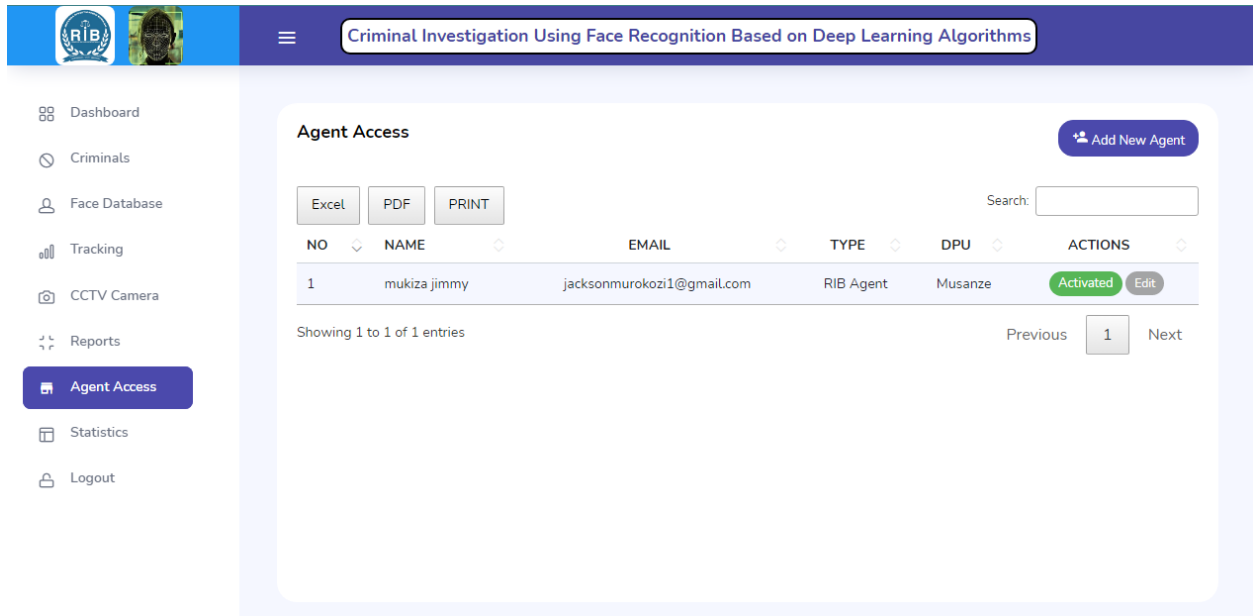 RIB
Criminal Investigation Using Face Recognition Based on Deep Learning Algorithms
Dashboard
Criminals
Face Database
Tracking
CCTV Camera
Reports
Agent Access
Statistics
Logout
Agent Access
Add New Agent
Excel PDF PRINT Search:
NO NAME EMAIL TYPE DPU ACTIONS
1 mukiza jimmy jacksonmurokozi1@gmail.com RIB Agent Musanze Activated Edit
Showing 1 to 1 of 1 entries Previous 1 Next